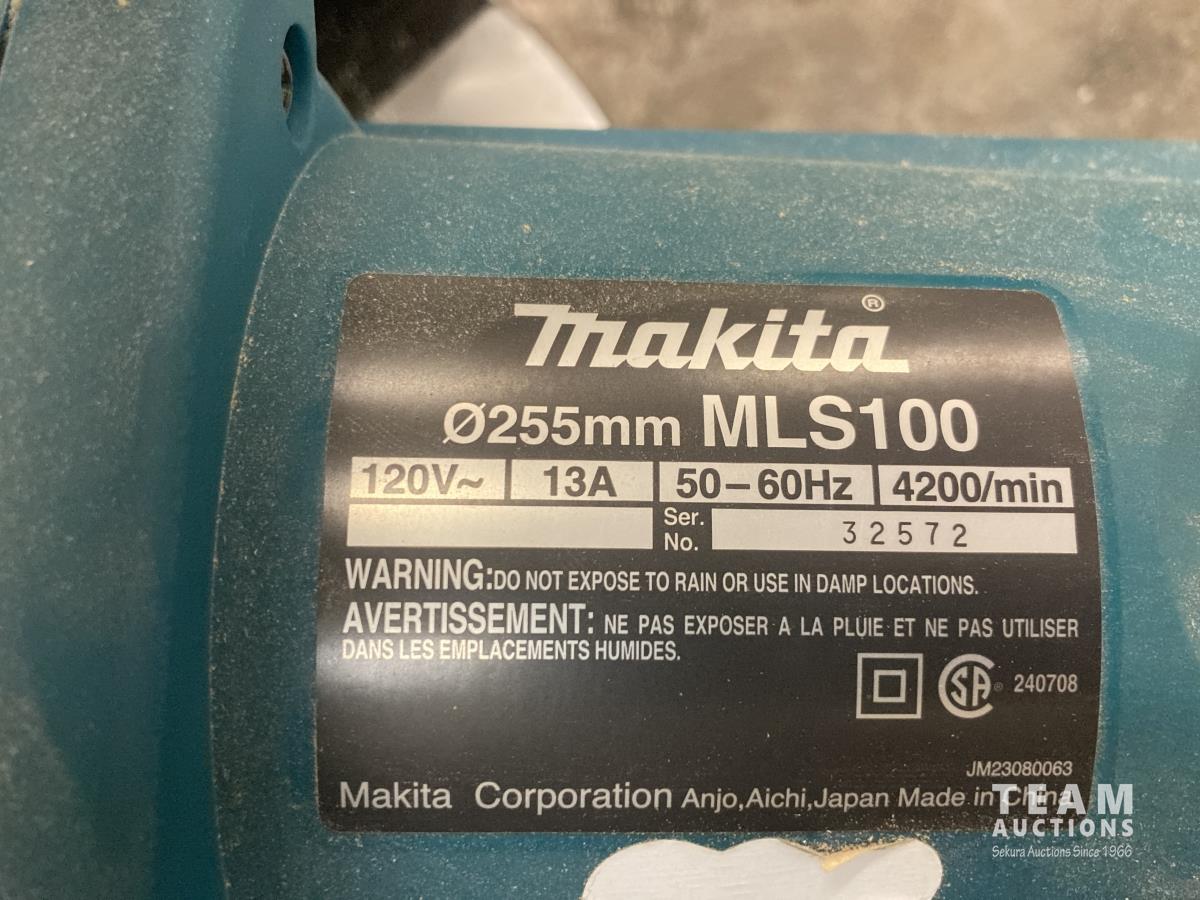 Makita®
Ø255mm MLS100
120V~ 13A 50–60Hz 4200/min
Ser. No. 32572
WARNING:DO NOT EXPOSE TO RAIN OR USE IN DAMP LOCATIONS.
AVERTISSEMENT: NE PAS EXPOSER A LA PLUIE ET NE PAS UTILISER
DANS LES EMPLACEMENTS HUMIDES.
SA® 240708
JM23080063
Makita Corporation Anjo,Aichi,Japan Made in China
TEAM
AUCTIONS
Sekura Auctions Since 1966